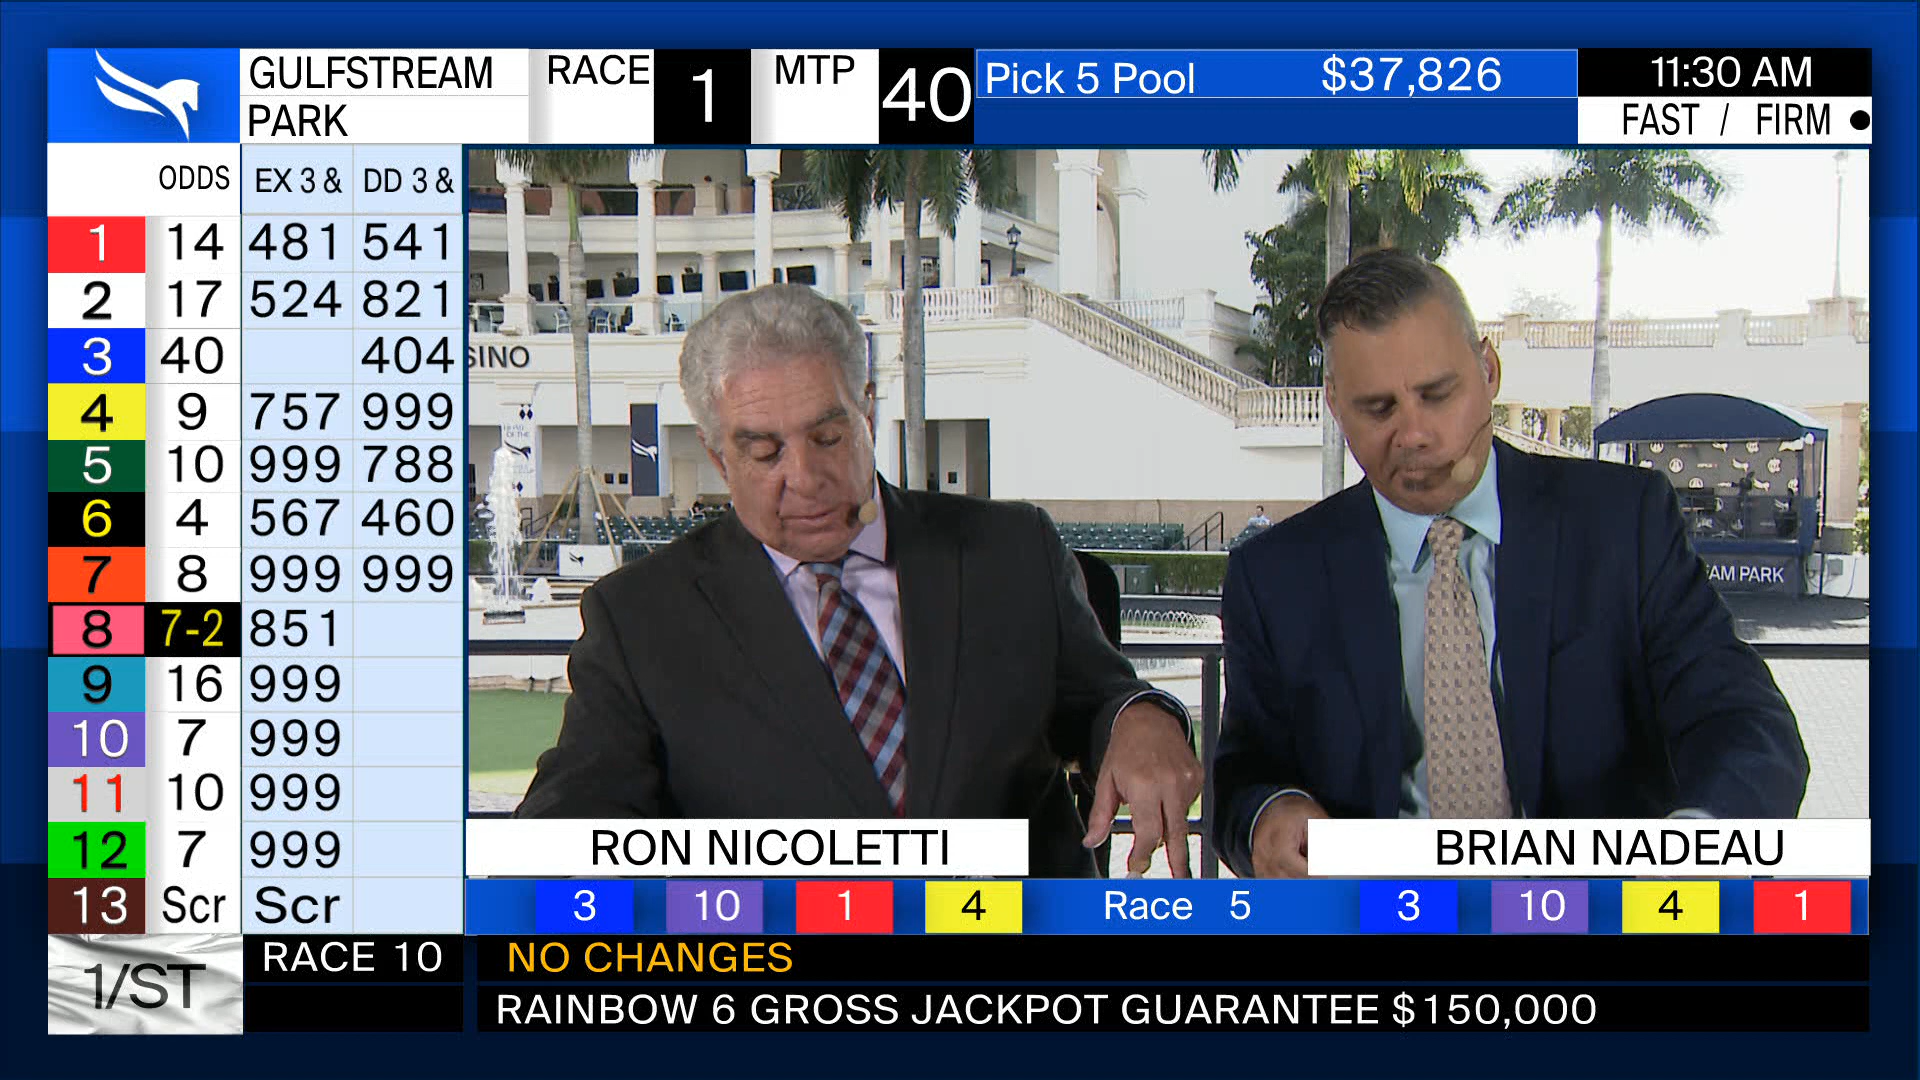 GULFSTREAM PARK
RACE 1
MTP 40
Pick 5 Pool $37,826
11:30 AM
FAST / FIRM
ODDS EX 3 & DD 3 &
1 14 481 541
2 17 524 821
3 40 404
4 9 757 999
5 10 999 788
6 4 567 460
7 8 999 999
8 7-2 851
9 16 999
10 7 999
11 10 999
12 7 999
13 Scr Scr
SINO
AM PARK
RON NICOLETTI
BRIAN NADEAU
3 10 1 4 Race 5 3 10 4 1
1/ST
RACE 10
NO CHANGES
RAINBOW 6 GROSS JACKPOT GUARANTEE $150,000